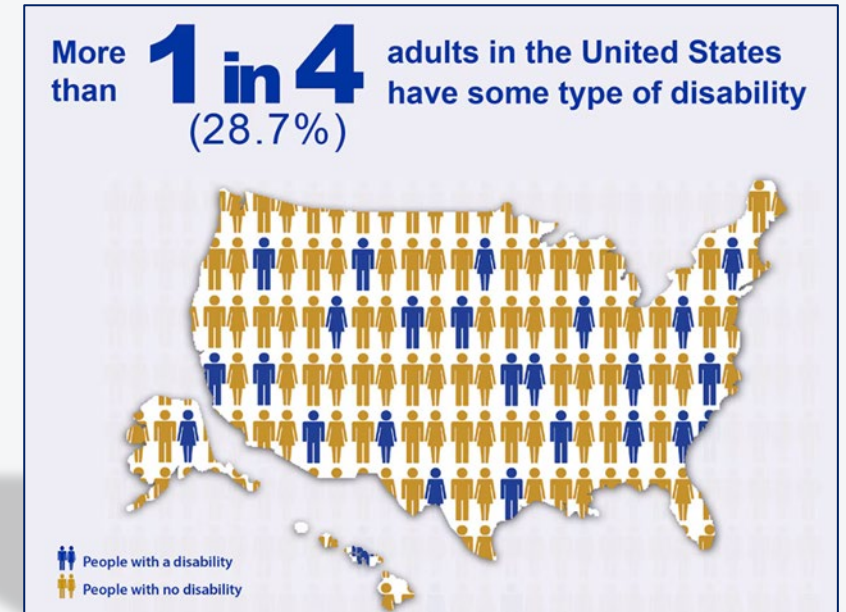 More than 1 in 4 adults in the United States have some type of disability
(28.7%)
People with a disability
People with no disability